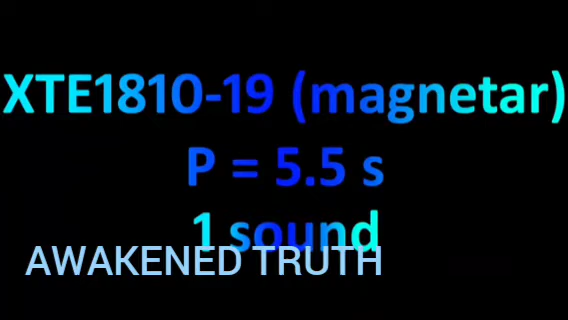 XTE1810-19 (magnetar)
P = 5.5 s
1 sound
AWAKENED TRUTH